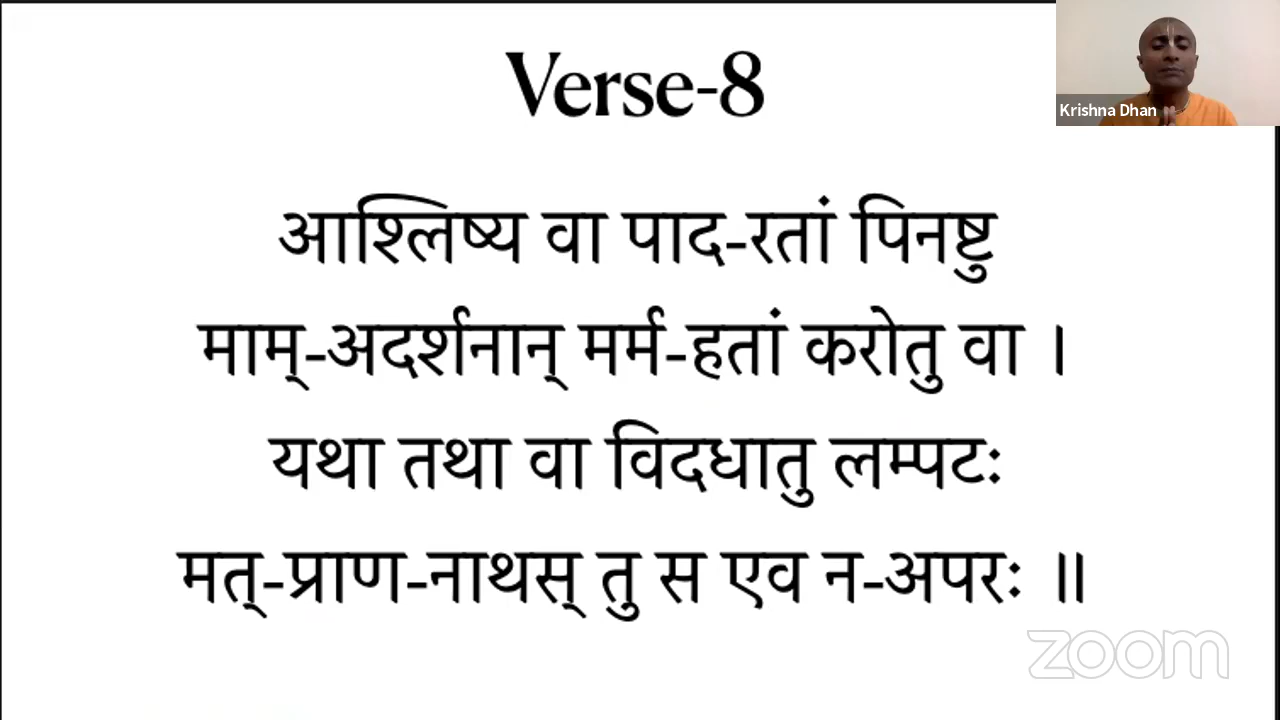 Verse-8
Krishna Dhan
आश्लिष्य वा पाद-रतां पिनष्टु
माम्-अदर्शनान् मर्म-हतां करोतु वा ।
यथा तथा वा विदधातु लम्पटः
मत्-प्राण-नाथस् तु स एव न-अपरः ॥
zoom